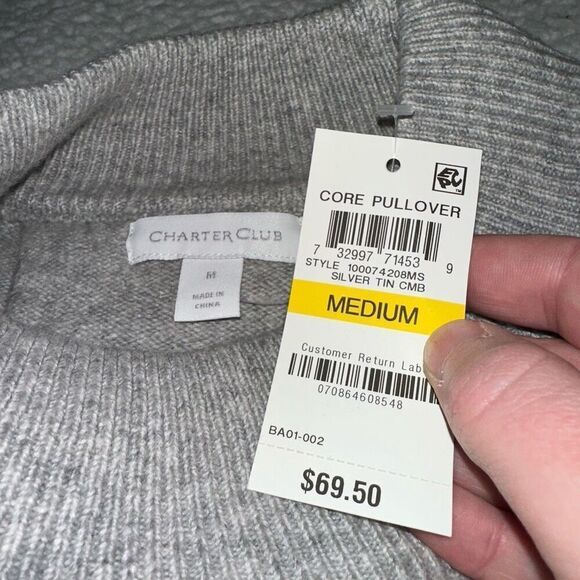 CHARTER CLUB
M
MADE IN
CHINA
CORE PULLOVER
7 32997 71453 9
STYLE 100074208MS
SILVER TIN CMB
MEDIUM
Customer Return Lab
070864608548
BA01-002
$69.50